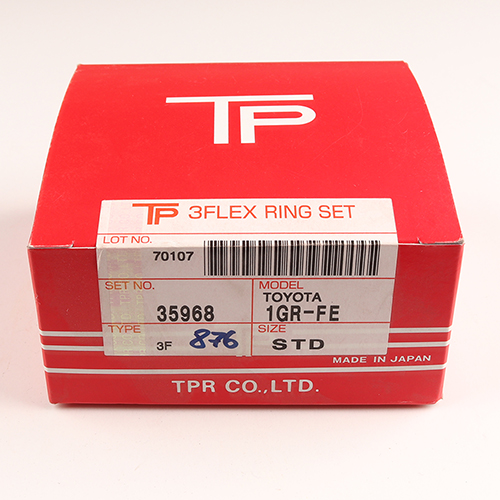 TP
TP 3FLEX RING SET
LOT NO.
70107
SET NO.
35968
MODEL
TOYOTA
1GR-FE
TYPE
3F 876
SIZE
STD
MADE IN JAPAN
TPR CO.,LTD.